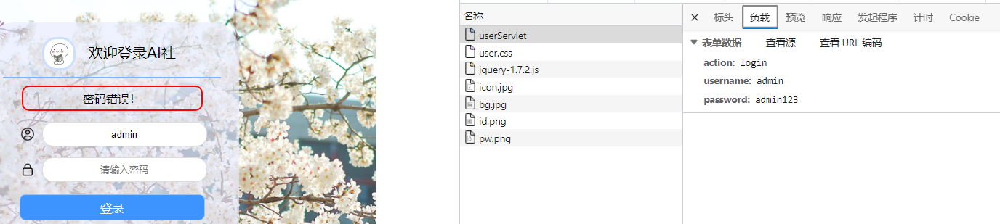 欢迎登录AI社
密码错误!
admin
请输入密码
登录
名称
userServlet
user.css
jquery-1.7.2.js
icon.jpg
bg.jpg
id.png
pw.png
标头 负载 预览 响应 发起程序 计时 Cookie
表单数据 查看源 查看 URL 编码
action: login
username: admin
password: admin123